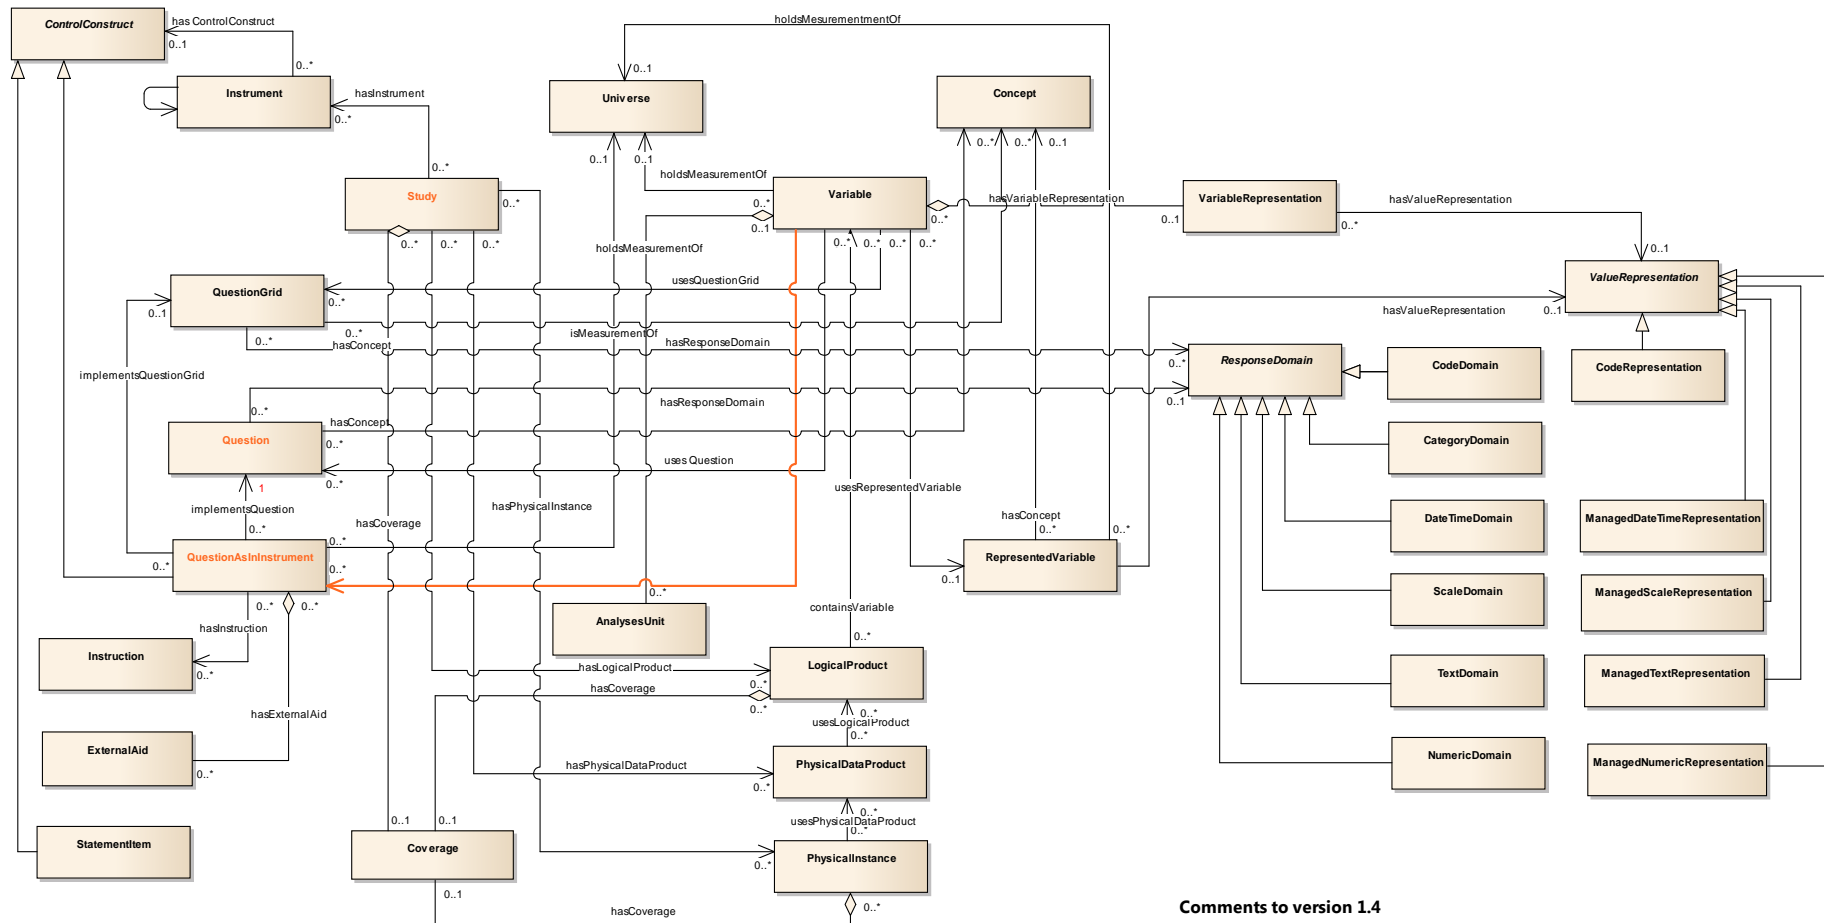 ControlConstruct
has ControlConstruct
0..1
0..*
Instrument
hasInstrument
0..*
0..*
Study
0..*
0..*
0..*
0..*
holdsMesurementmentOf
0..1
Universe
0..1
0..1
holdsMeasurementOf
Concept
0..*
0..*
0..1
Variable
0..*
0..1
0..*
0..*
0..*
0..*
0..*
hasVariableRepresentation
0..1
VariableRepresentation
hasValueRepresentation
0..*
0..1
ValueRepresentation
hasValueRepresentation
0..1
holdsMeasurementOf
QuestionGrid
usesQuestionGrid
0..*
0..1
0..*
isMeasurementOf
0..*
hasConcept
hasResponseDomain
0..*
ResponseDomain
CodeDomain
CodeRepresentation
implementsQuestionGrid
hasResponseDomain
0..1
0..*
hasConcept
0..*
Question
CategoryDomain
uses Question
0..*
1
implementsQuestion
0..*
usesRepresentedVariable
hasPhysicalInstance
hasCoverage
hasConcept
0..*
0..*
DateTimeDomain
ManagedDateTimeRepresentation
QuestionAsInInstrument
0..*
0..*
0..*
RepresentedVariable
0..1
ScaleDomain
ManagedScaleRepresentation
0..*
0..*
0..*
AnalysesUnit
containsVariable
hasInstruction
0..*
Instruction
0..*
LogicalProduct
hasLogicalProduct
0..*
hasCoverage
0..*
TextDomain
ManagedTextRepresentation
hasExternalAid
0..*
usesLogicalProduct
0..*
ExternalAid
0..*
PhysicalDataProduct
hasPhysicalDataProduct
0..*
NumericDomain
ManagedNumericRepresentation
0..*
usesPhysicalDataProduct
0..*
0..1
0..1
StatementItem
Coverage
PhysicalInstance
0..*
0..1
0..*
hasCoverage
Comments to version 1.4